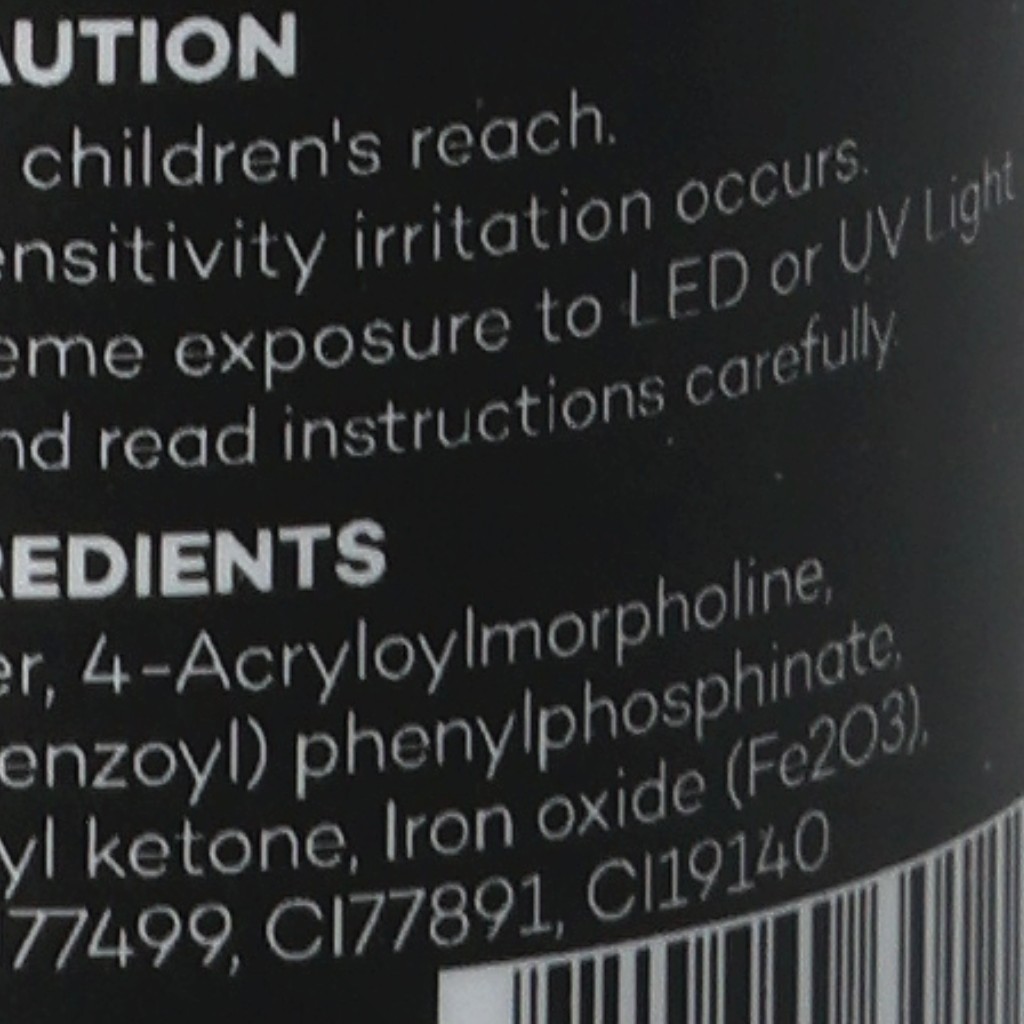 AUTION
children's reach.
ensitivity irritation occurs.
eme exposure to LED or UV Light
nd read instructions carefully.
REDIENTS
er, 4-Acryloylmorpholine,
enzoyl) phenylphosphinate,
yl ketone, Iron oxide (Fe2O3),
77499, CI77891, CI19140